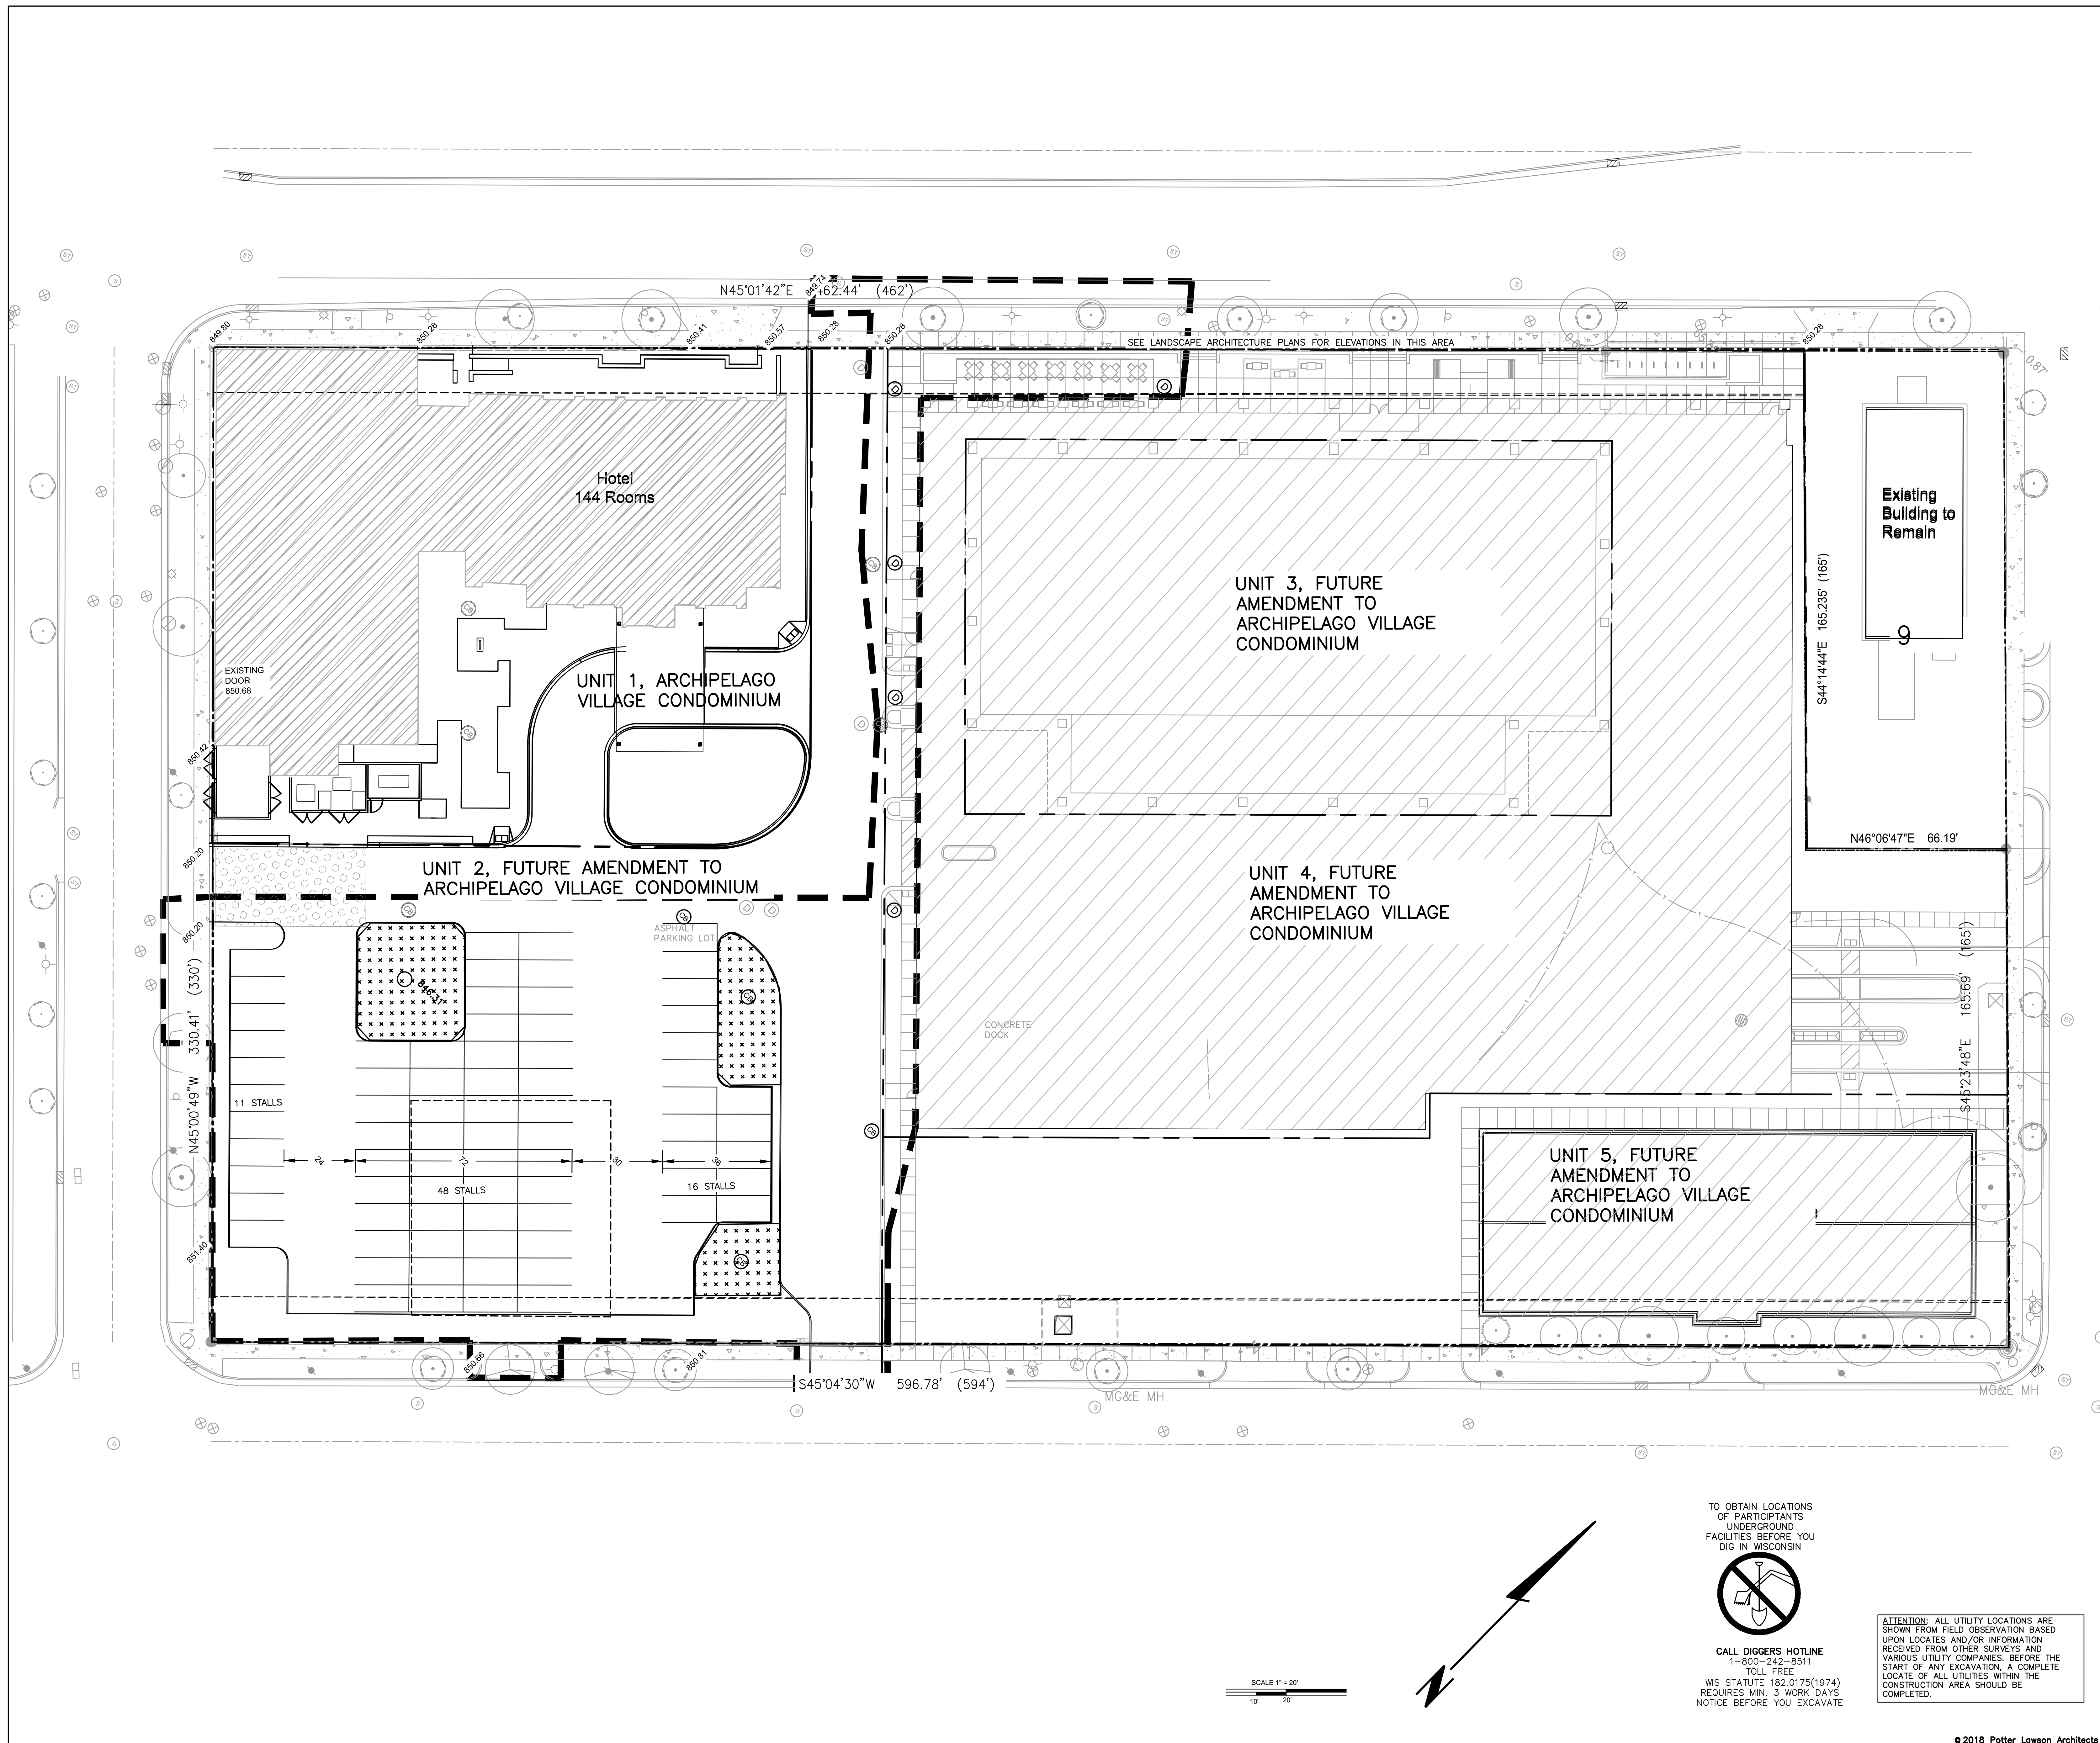 N45°01'42"E
+62.44' (462')
849.74
849.80
850.28
850.41
850.57
850.28
850.28
850.28
SEE LANDSCAPE ARCHITECTURE PLANS FOR ELEVATIONS IN THIS AREA
0.87'
Hotel
144 Rooms
Existing
Building to
Remain
9
S44°14'44"E 165.235' (165')
UNIT 3, FUTURE
AMENDMENT TO
ARCHIPELAGO VILLAGE
CONDOMINIUM
EXISTING
DOOR
850.68
UNIT 1, ARCHIPELAGO
VILLAGE CONDOMINIUM
850.42
N46°06'47"E 66.19'
850.20
UNIT 2, FUTURE AMENDMENT TO
ARCHIPELAGO VILLAGE CONDOMINIUM
UNIT 4, FUTURE
AMENDMENT TO
ARCHIPELAGO VILLAGE
CONDOMINIUM
850.20
ASPHALT
PARKING LOT
846.37
CONCRETE
DOCK
N45°00'49"W 330.41' (330')
S45°23'48"E 165.69' (165')
11 STALLS
24
72
30
36
48 STALLS
16 STALLS
UNIT 5, FUTURE
AMENDMENT TO
ARCHIPELAGO VILLAGE
CONDOMINIUM
851.40
850.66
850.81
S45°04'30"W 596.78' (594')
MG&E MH
MG&E MH
TO OBTAIN LOCATIONS
OF PARTICIPTANTS
UNDERGROUND
FACILITIES BEFORE YOU
DIG IN WISCONSIN
CALL DIGGERS HOTLINE
1-800-242-8511
TOLL FREE
WIS STATUTE 182.0175(1974)
REQUIRES MIN. 3 WORK DAYS
NOTICE BEFORE YOU EXCAVATE
SCALE 1" = 20'
10' 20'
N
ATTENTION: ALL UTILITY LOCATIONS ARE
SHOWN FROM FIELD OBSERVATION BASED
UPON LOCATES AND/OR INFORMATION
RECEIVED FROM OTHER SURVEYS AND
VARIOUS UTILITY COMPANIES. BEFORE THE
START OF ANY EXCAVATION, A COMPLETE
LOCATE OF ALL UTILITIES WITHIN THE
CONSTRUCTION AREA SHOULD BE
COMPLETED.
© 2018 Potter Lawson Architects